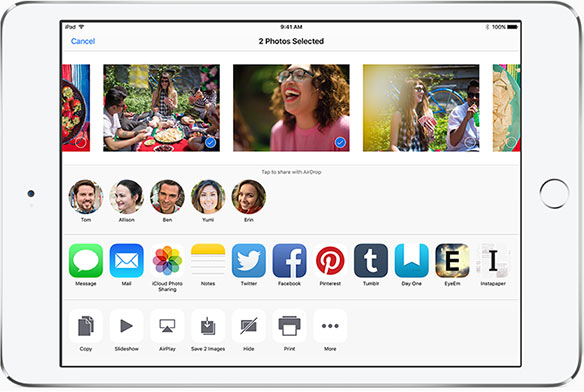 iPad 9:41 AM 100%
Cancel 2 Photos Selected
Tap to share with AirDrop
Tom Allison Ben Yumi Erin
t E I
Message Mail iCloud Photo Sharing Notes Twitter Facebook Pinterest Tumblr Day One EyeEm Instapaper
Copy Slideshow AirPlay Save 2 Images Hide Print More